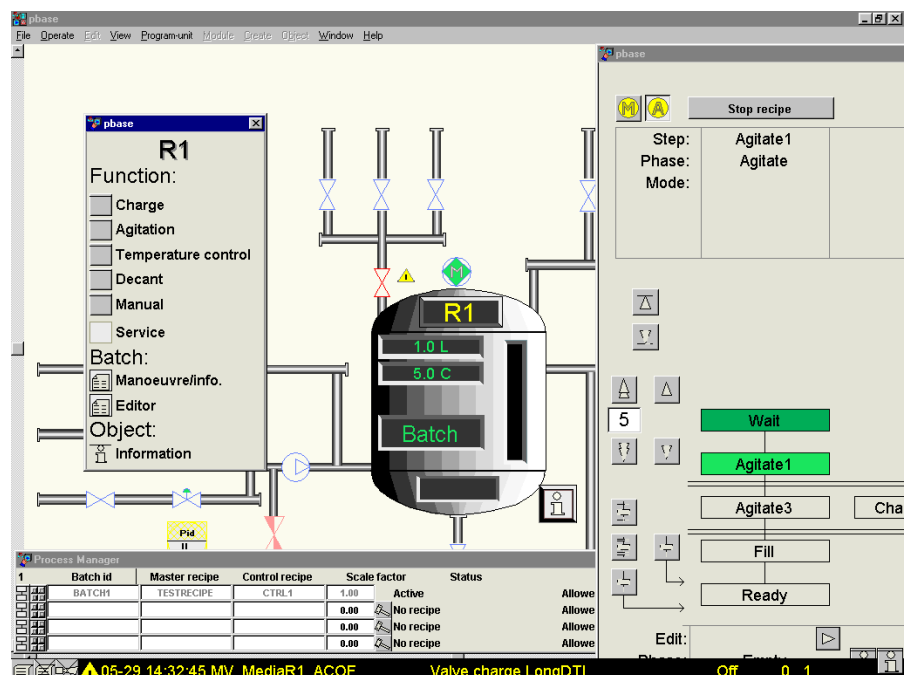 pbase
File Operate Edit View Program-unit Module Create Object Window Help
pbase
M A Stop recipe
Step: Agitate1
Phase: Agitate
Mode:
pbase
R1
Function:
Charge
Agitation
Temperature control
Decant
Manual
Service
Batch:
Manoeuvre/info.
Editor
Object:
Information
M
R1
1.0 L
5.0 C
Batch
Pid
5
Wait
Agitate1
Agitate3 Cha
Fill
Ready
Edit:
Phase: Empty
Process Manager
1 Batch id Master recipe Control recipe Scale factor Status
BATCH1 TESTRECIPE CTRL1 1.00 Active Allowe
0.00 No recipe Allowe
0.00 No recipe Allowe
0.00 No recipe Allowe
05-29 14:32:45 MV_MediaR1_ACOF Valve charge LongDTI Off 0 1